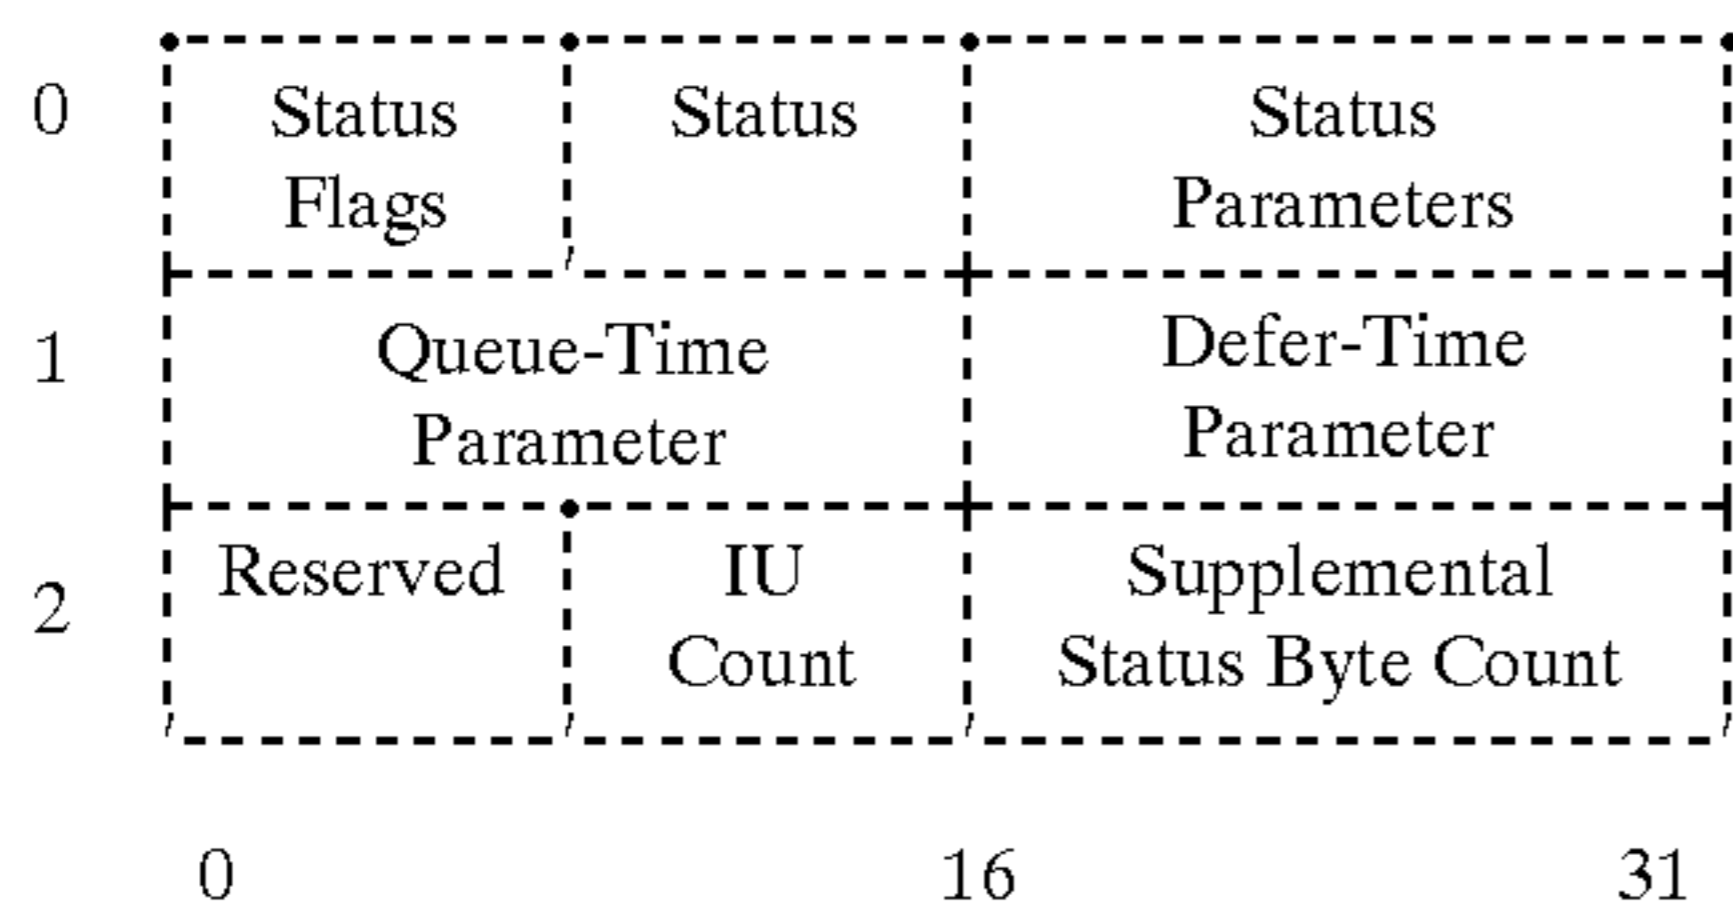 0
Status
Flags
Status
Status
Parameters
1
Queue-Time
Parameter
Defer-Time
Parameter
2
Reserved
IU
Count
Supplemental
Status Byte Count
0 16 31